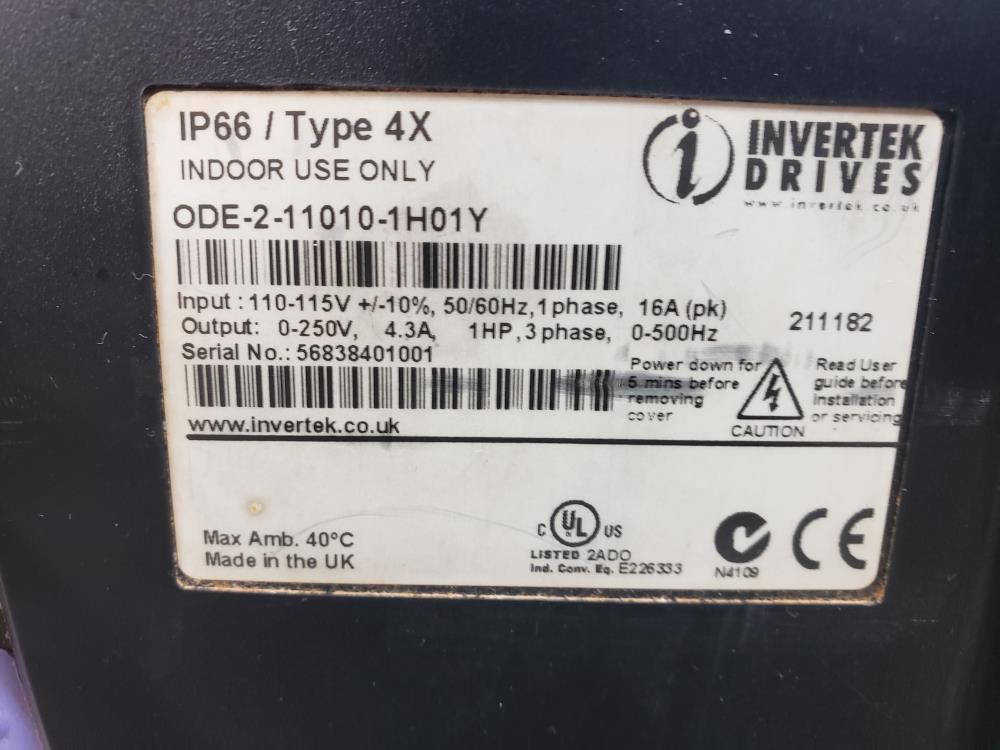 IP66 / Type 4X
INDOOR USE ONLY
INVERTEK
DRIVES
www.invertek.co.uk
ODE-2-11010-1H01Y
Input : 110-115V +/-10%, 50/60Hz, 1 phase, 16A (pk)
Output: 0-250V, 4.3A, 1HP, 3 phase, 0-500Hz
211182
Serial No.: 56838401001
Power down for
5 mins before
removing
cover
CAUTION
Read User
guide before
installation
or servicing
www.invertek.co.uk
Max Amb. 40°C
Made in the UK
C UL US
LISTED 2ADO
Ind. Conv. Eq. E226333
N4109
CE